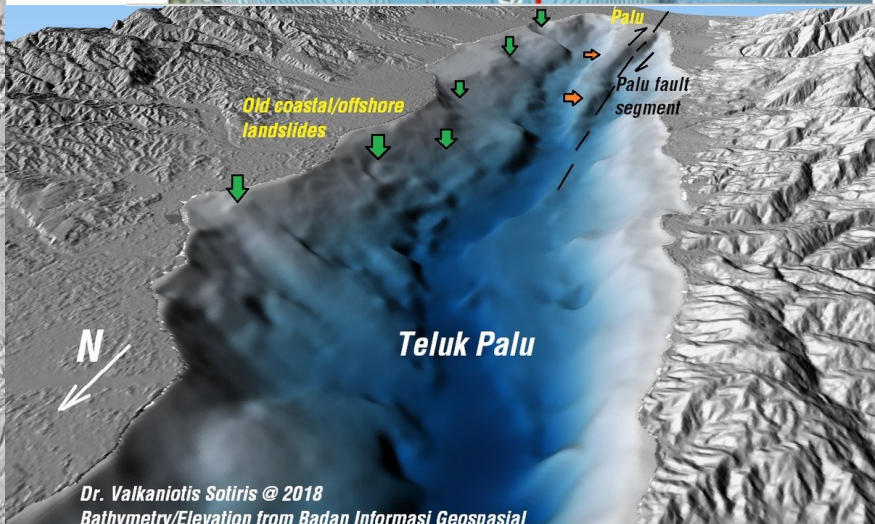 Palu
Palu fault
segment
Old coastal/offshore
landslides
N
Teluk Palu
Dr. Valkaniotis Sotiris @ 2018
Bathymetry/Elevation from Badan Informasi Geospasial